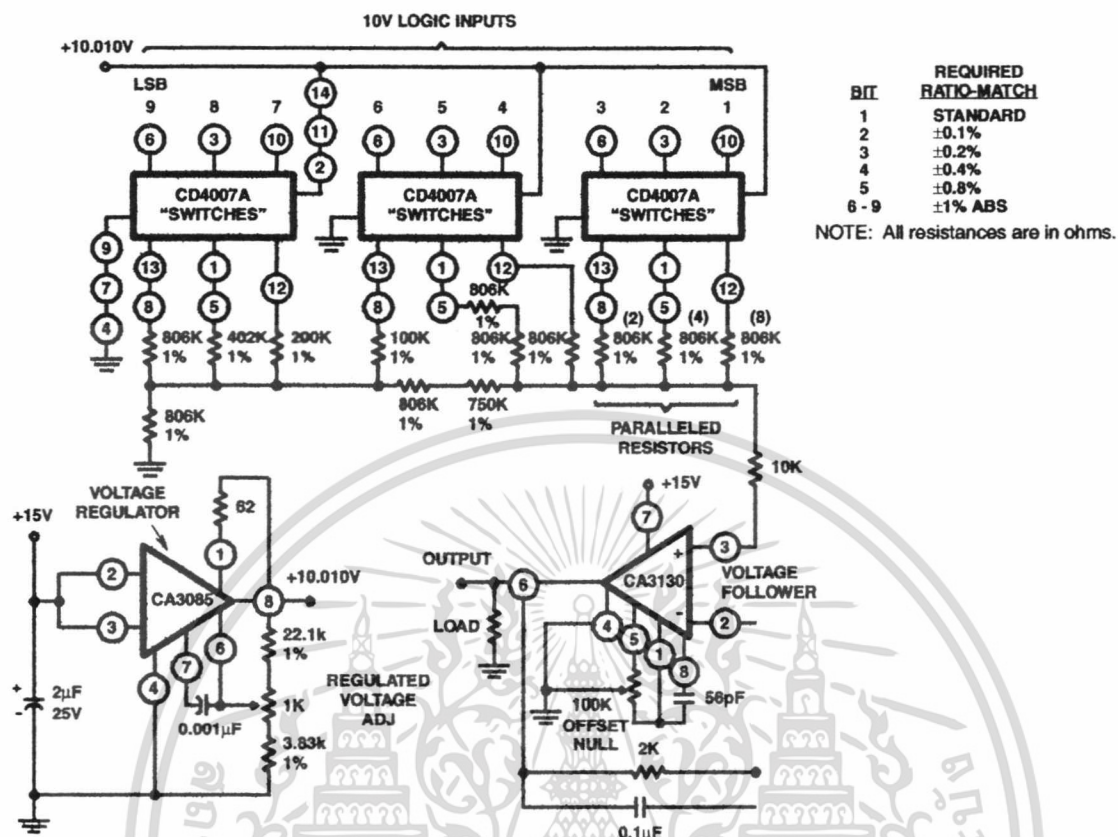 10V LOGIC INPUTS
+10.010V
LSB
MSB
9 8 7 6 5 4 3 2 1
14
11
2
6 3 10 6 3 10 6 3 10
CD4007A "SWITCHES"
CD4007A "SWITCHES"
CD4007A "SWITCHES"
9
7
4
13 1 12 13 1 12 13 1 12
8 5 8 5 8 5
806K 1%
402K 1%
200K 1%
100K 1%
806K 1%
806K 1%
806K 1%
(2) 806K 1%
(4) 806K 1%
(8) 806K 1%
806K 1%
750K 1%
806K 1%
PARALLELED RESISTORS
10K
BIT REQUIRED RATIO-MATCH
1 STANDARD
2 ±0.1%
3 ±0.2%
4 ±0.4%
5 ±0.8%
6 - 9 ±1% ABS
NOTE: All resistances are in ohms.
VOLTAGE REGULATOR
+15V
62
1
2
3
CA3085
8
+10.010V
7
6
4
22.1k 1%
1K
3.83k 1%
0.001µF
REGULATED VOLTAGE ADJ
+
-
2µF 25V
+15V
7
OUTPUT
6
LOAD
CA3130
+
-
3
2
VOLTAGE FOLLOWER
4
5
1
8
56pF
100K
OFFSET NULL
2K
0.1µF